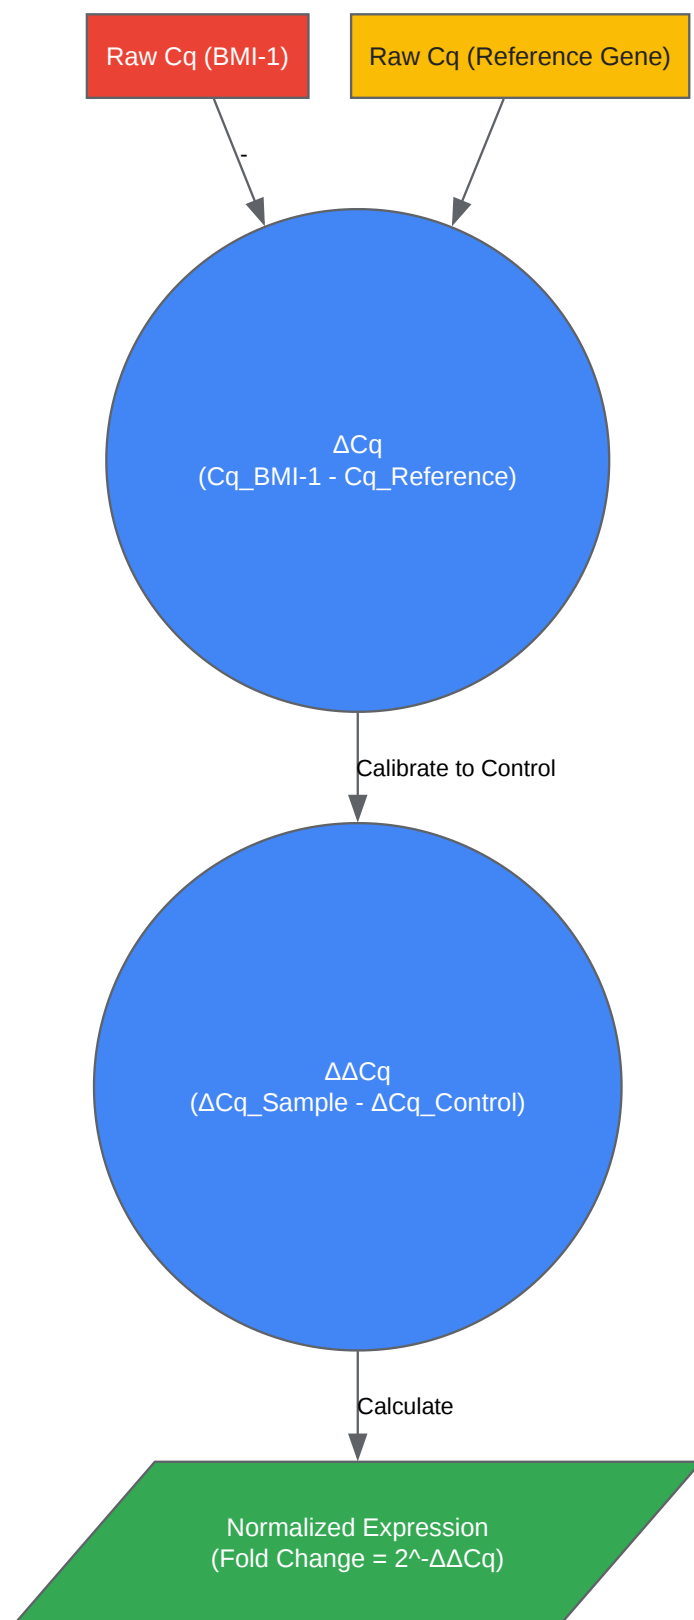 Raw Cq (BMI-1)
Raw Cq (Reference Gene)
-
ΔCq
(Cq_BMI-1 - Cq_Reference)
Calibrate to Control
ΔΔCq
(ΔCq_Sample - ΔCq_Control)
Calculate
Normalized Expression
(Fold Change = 2^-ΔΔCq)